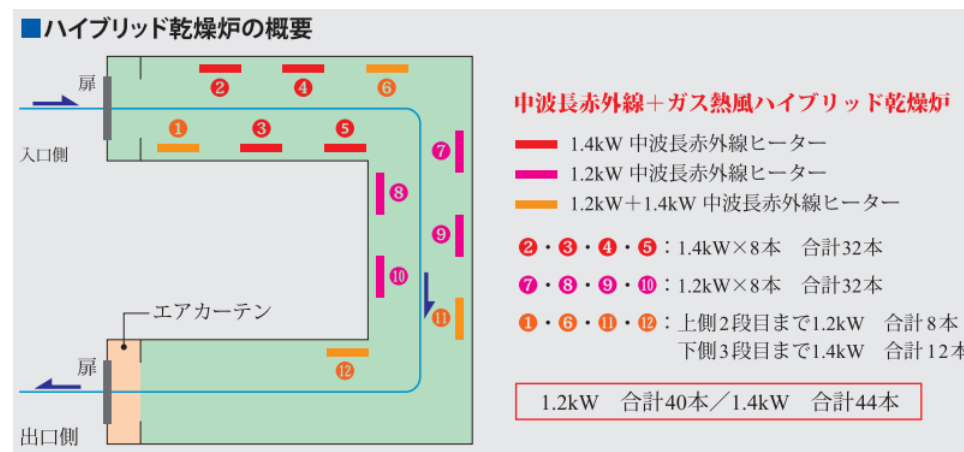 ■ハイブリッド乾燥炉の概要
扉
❷
❹
❻
入口側
❶
❸
❺
❼
❽
❾
❿
⓫
エアカーテン
扉
⓬
出口側
中波長赤外線＋ガス熱風ハイブリッド乾燥炉
1.4kW 中波長赤外線ヒーター
1.2kW 中波長赤外線ヒーター
1.2kW＋1.4kW 中波長赤外線ヒーター
❷・❸・❹・❺：1.4kW×8本　合計32本
❼・❽・❾・❿：1.2kW×8本　合計32本
❶・❻・⓫・⓬：上側2段目まで1.2kW　合計8本
下側3段目まで1.4kW　合計12本
1.2kW　合計40本／1.4kW　合計44本